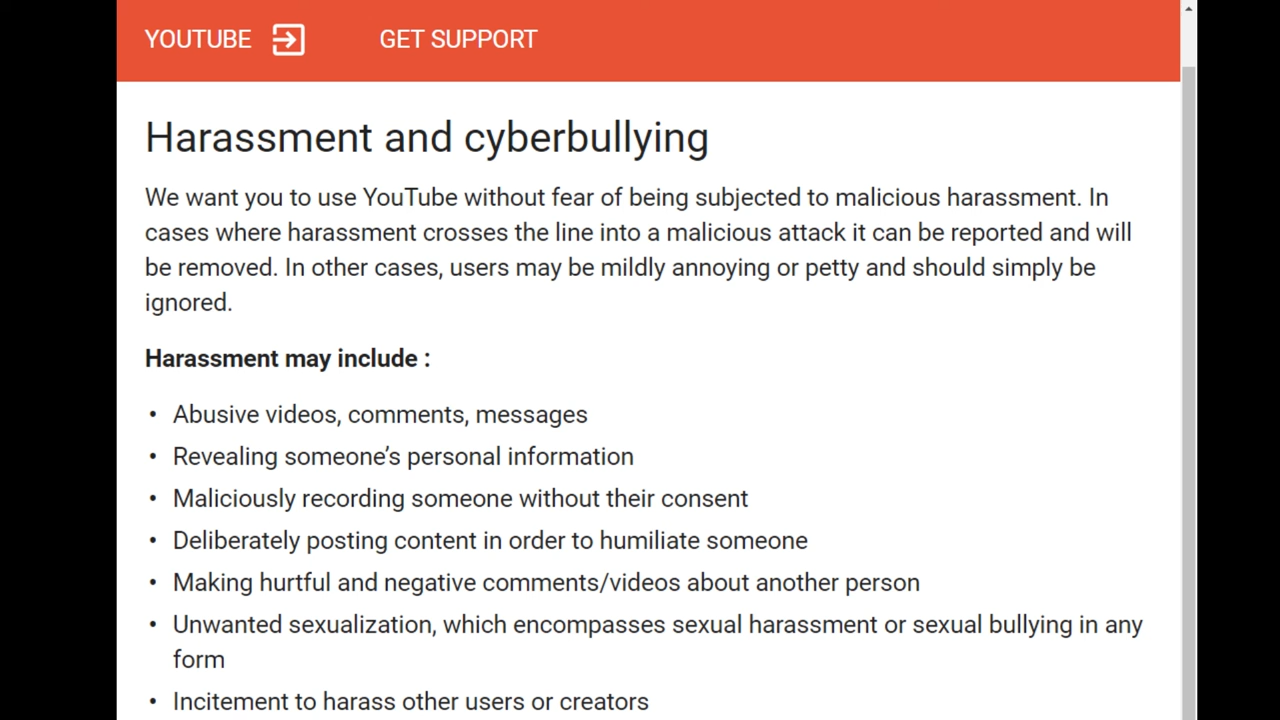 YOUTUBE GET SUPPORT
Harassment and cyberbullying
We want you to use YouTube without fear of being subjected to malicious harassment. In
cases where harassment crosses the line into a malicious attack it can be reported and will
be removed. In other cases, users may be mildly annoying or petty and should simply be
ignored.
Harassment may include :
• Abusive videos, comments, messages
• Revealing someone’s personal information
• Maliciously recording someone without their consent
• Deliberately posting content in order to humiliate someone
• Making hurtful and negative comments/videos about another person
• Unwanted sexualization, which encompasses sexual harassment or sexual bullying in any
form
• Incitement to harass other users or creators